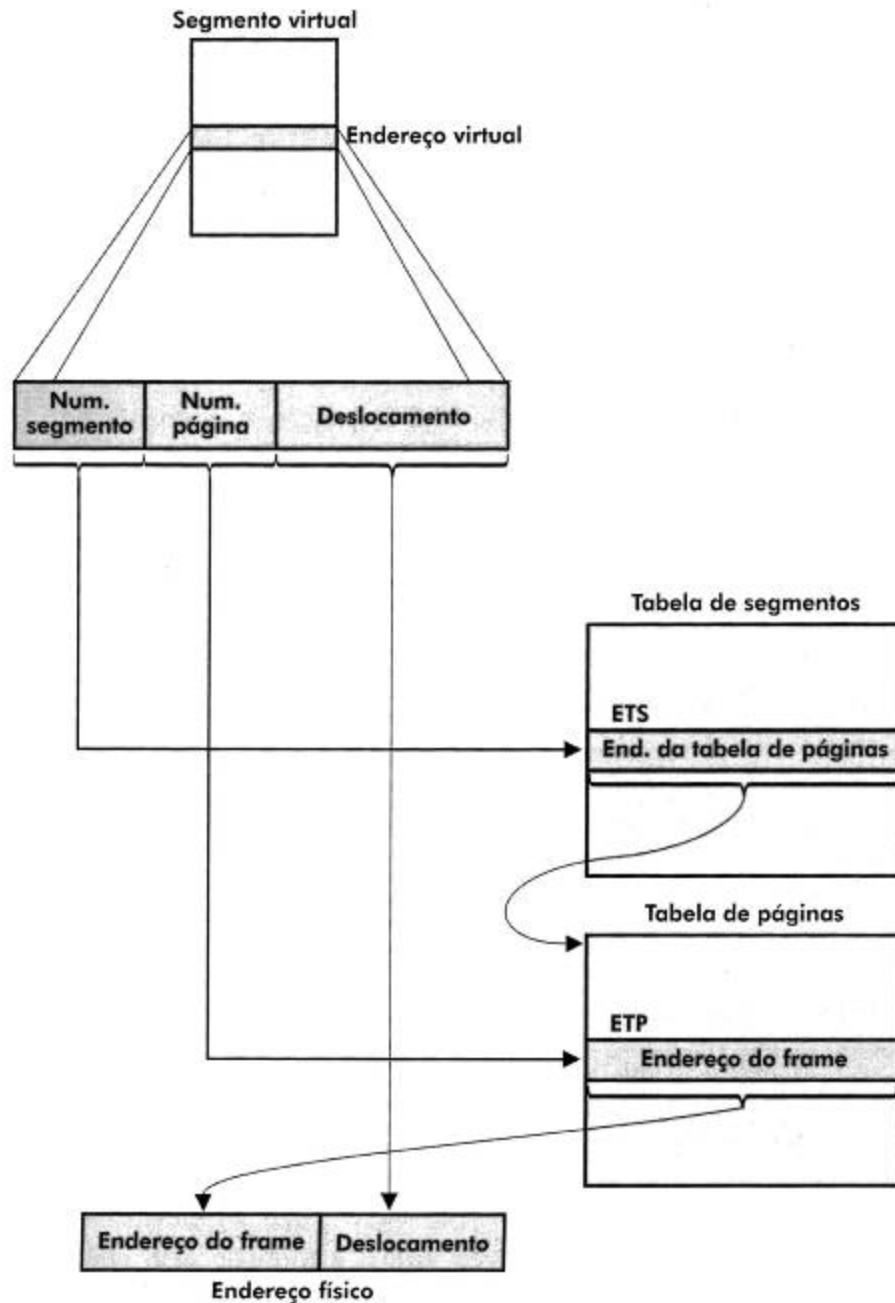 Segmento virtual
Endereço virtual
Num.
segmento
Num.
página
Deslocamento
Tabela de segmentos
ETS
End. da tabela de páginas
Tabela de páginas
ETP
Endereço do frame
Endereço do frame
Deslocamento
Endereço físico